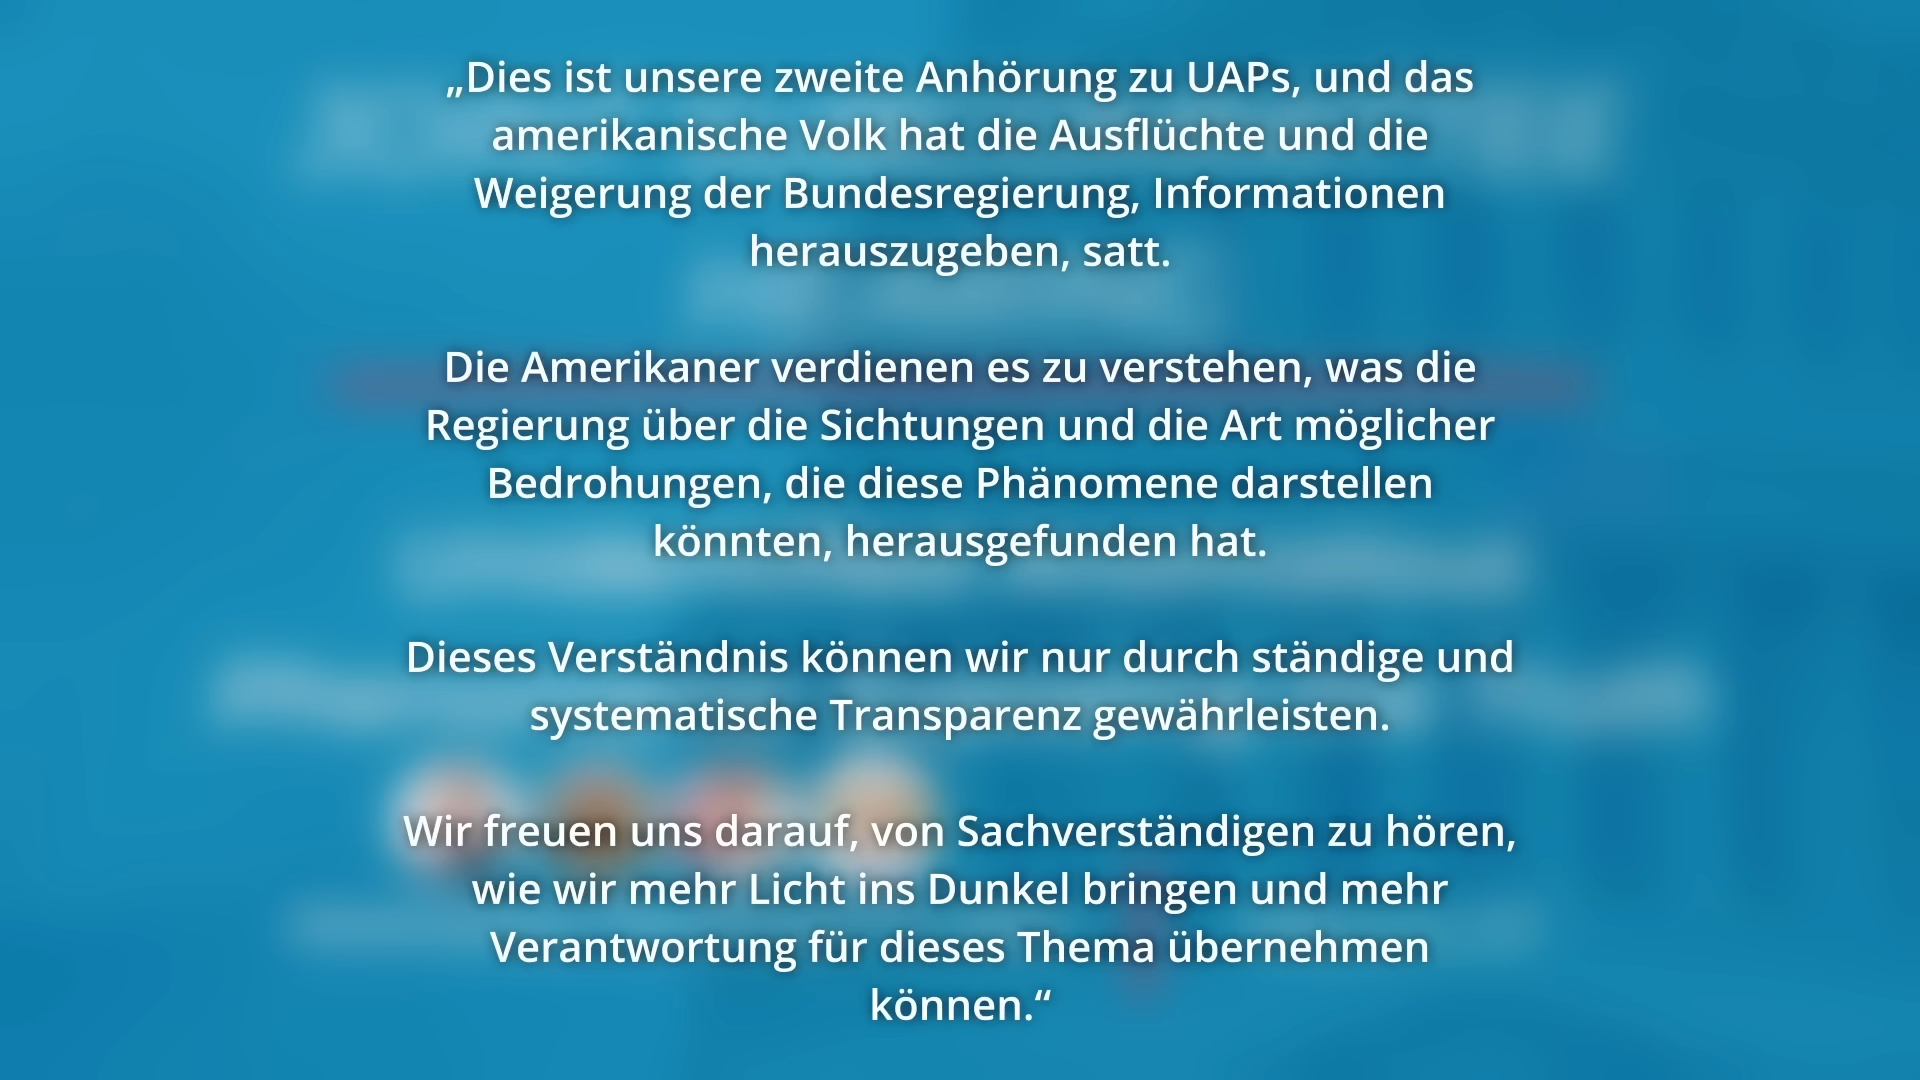 „Dies ist unsere zweite Anhörung zu UAPs, und das
amerikanische Volk hat die Ausflüchte und die
Weigerung der Bundesregierung, Informationen
herauszugeben, satt.
Die Amerikaner verdienen es zu verstehen, was die
Regierung über die Sichtungen und die Art möglicher
Bedrohungen, die diese Phänomene darstellen
könnten, herausgefunden hat.
Dieses Verständnis können wir nur durch ständige und
systematische Transparenz gewährleisten.
Wir freuen uns darauf, von Sachverständigen zu hören,
wie wir mehr Licht ins Dunkel bringen und mehr
Verantwortung für dieses Thema übernehmen
können.“